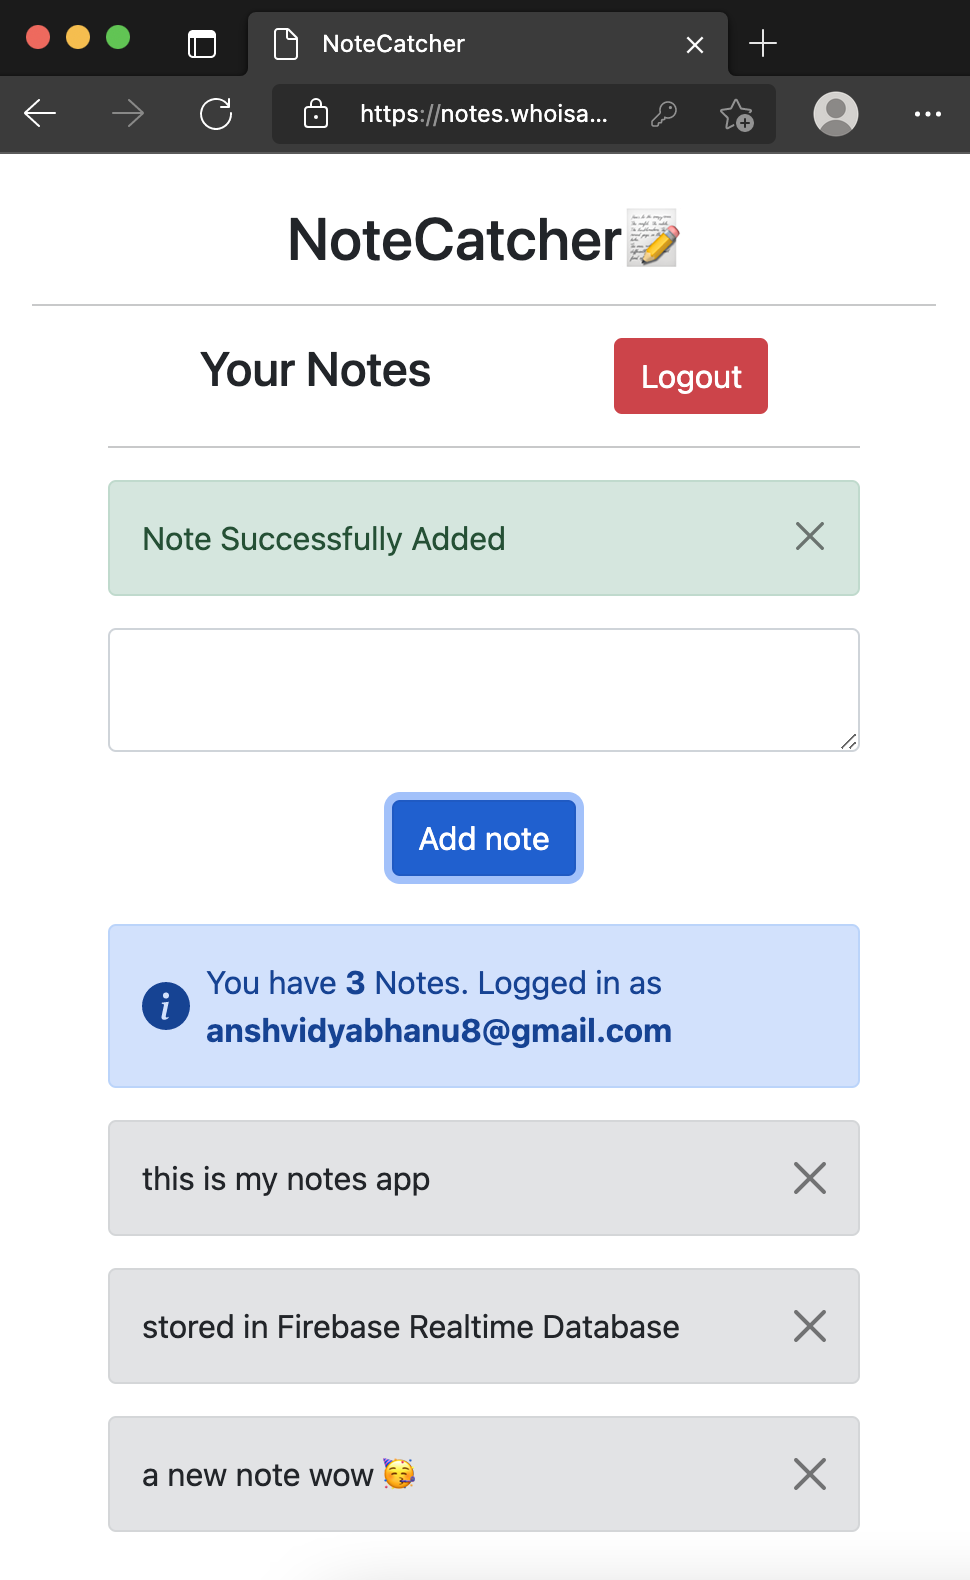 NoteCatcher
https://notes.whoisa...
NoteCatcher📝
Your Notes
Logout
Note Successfully Added
Add note
You have 3 Notes. Logged in as
anshvidyabhanu8@gmail.com
this is my notes app
stored in Firebase Realtime Database
a new note wow 🥳